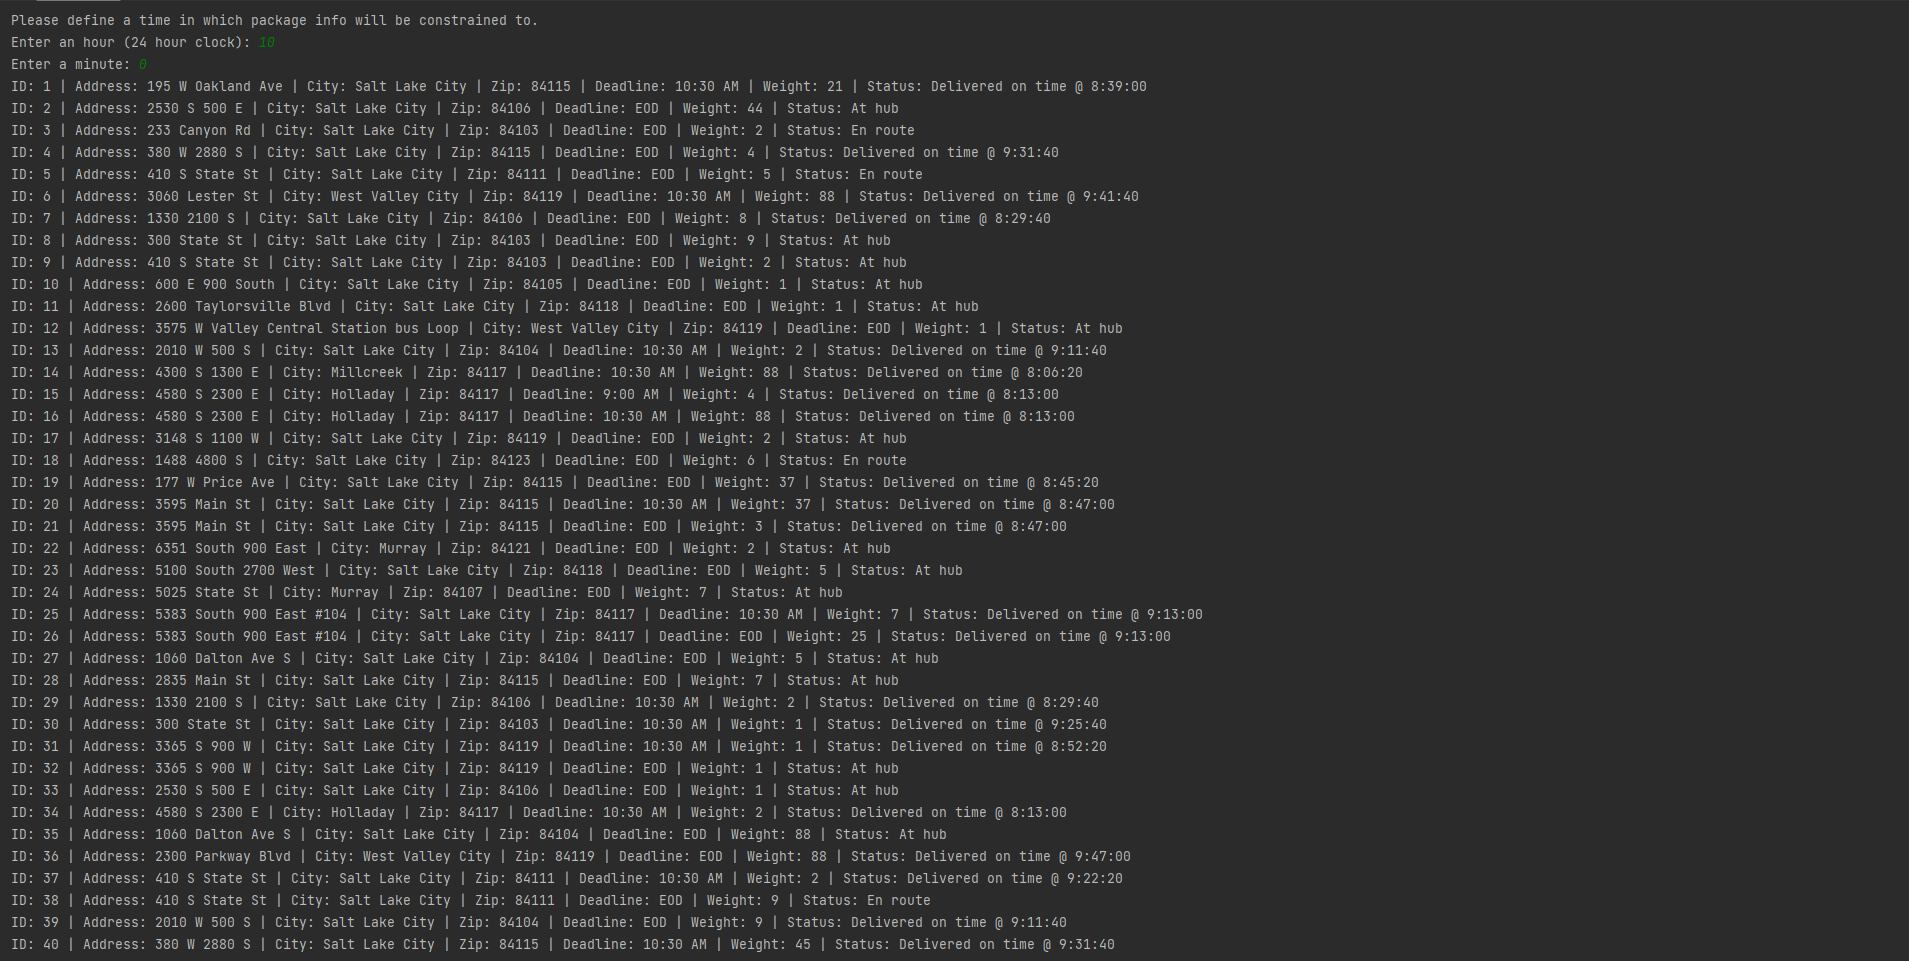 Please define a time in which package info will be constrained to.
Enter an hour (24 hour clock): 10
Enter a minute: 0
ID: 1 | Address: 195 W Oakland Ave | City: Salt Lake City | Zip: 84115 | Deadline: 10:30 AM | Weight: 21 | Status: Delivered on time @ 8:39:00
ID: 2 | Address: 2530 S 500 E | City: Salt Lake City | Zip: 84106 | Deadline: EOD | Weight: 44 | Status: At hub
ID: 3 | Address: 233 Canyon Rd | City: Salt Lake City | Zip: 84103 | Deadline: EOD | Weight: 2 | Status: En route
ID: 4 | Address: 380 W 2880 S | City: Salt Lake City | Zip: 84115 | Deadline: EOD | Weight: 4 | Status: Delivered on time @ 9:31:40
ID: 5 | Address: 410 S State St | City: Salt Lake City | Zip: 84111 | Deadline: EOD | Weight: 5 | Status: En route
ID: 6 | Address: 3060 Lester St | City: West Valley City | Zip: 84119 | Deadline: 10:30 AM | Weight: 88 | Status: Delivered on time @ 9:41:40
ID: 7 | Address: 1330 2100 S | City: Salt Lake City | Zip: 84106 | Deadline: EOD | Weight: 8 | Status: Delivered on time @ 8:29:40
ID: 8 | Address: 300 State St | City: Salt Lake City | Zip: 84103 | Deadline: EOD | Weight: 9 | Status: At hub
ID: 9 | Address: 410 S State St | City: Salt Lake City | Zip: 84103 | Deadline: EOD | Weight: 2 | Status: At hub
ID: 10 | Address: 600 E 900 South | City: Salt Lake City | Zip: 84105 | Deadline: EOD | Weight: 1 | Status: At hub
ID: 11 | Address: 2600 Taylorsville Blvd | City: Salt Lake City | Zip: 84118 | Deadline: EOD | Weight: 1 | Status: At hub
ID: 12 | Address: 3575 W Valley Central Station bus Loop | City: West Valley City | Zip: 84119 | Deadline: EOD | Weight: 1 | Status: At hub
ID: 13 | Address: 2010 W 500 S | City: Salt Lake City | Zip: 84104 | Deadline: 10:30 AM | Weight: 2 | Status: Delivered on time @ 9:11:40
ID: 14 | Address: 4300 S 1300 E | City: Millcreek | Zip: 84117 | Deadline: 10:30 AM | Weight: 88 | Status: Delivered on time @ 8:06:20
ID: 15 | Address: 4580 S 2300 E | City: Holladay | Zip: 84117 | Deadline: 9:00 AM | Weight: 4 | Status: Delivered on time @ 8:13:00
ID: 16 | Address: 4580 S 2300 E | City: Holladay | Zip: 84117 | Deadline: 10:30 AM | Weight: 88 | Status: Delivered on time @ 8:13:00
ID: 17 | Address: 3148 S 1100 W | City: Salt Lake City | Zip: 84119 | Deadline: EOD | Weight: 2 | Status: At hub
ID: 18 | Address: 1488 4800 S | City: Salt Lake City | Zip: 84123 | Deadline: EOD | Weight: 6 | Status: En route
ID: 19 | Address: 177 W Price Ave | City: Salt Lake City | Zip: 84115 | Deadline: EOD | Weight: 37 | Status: Delivered on time @ 8:45:20
ID: 20 | Address: 3595 Main St | City: Salt Lake City | Zip: 84115 | Deadline: 10:30 AM | Weight: 37 | Status: Delivered on time @ 8:47:00
ID: 21 | Address: 3595 Main St | City: Salt Lake City | Zip: 84115 | Deadline: EOD | Weight: 3 | Status: Delivered on time @ 8:47:00
ID: 22 | Address: 6351 South 900 East | City: Murray | Zip: 84121 | Deadline: EOD | Weight: 2 | Status: At hub
ID: 23 | Address: 5100 South 2700 West | City: Salt Lake City | Zip: 84118 | Deadline: EOD | Weight: 5 | Status: At hub
ID: 24 | Address: 5025 State St | City: Murray | Zip: 84107 | Deadline: EOD | Weight: 7 | Status: At hub
ID: 25 | Address: 5383 South 900 East #104 | City: Salt Lake City | Zip: 84117 | Deadline: 10:30 AM | Weight: 7 | Status: Delivered on time @ 9:13:00
ID: 26 | Address: 5383 South 900 East #104 | City: Salt Lake City | Zip: 84117 | Deadline: EOD | Weight: 25 | Status: Delivered on time @ 9:13:00
ID: 27 | Address: 1060 Dalton Ave S | City: Salt Lake City | Zip: 84104 | Deadline: EOD | Weight: 5 | Status: At hub
ID: 28 | Address: 2835 Main St | City: Salt Lake City | Zip: 84115 | Deadline: EOD | Weight: 7 | Status: At hub
ID: 29 | Address: 1330 2100 S | City: Salt Lake City | Zip: 84106 | Deadline: 10:30 AM | Weight: 2 | Status: Delivered on time @ 8:29:40
ID: 30 | Address: 300 State St | City: Salt Lake City | Zip: 84103 | Deadline: 10:30 AM | Weight: 1 | Status: Delivered on time @ 9:25:40
ID: 31 | Address: 3365 S 900 W | City: Salt Lake City | Zip: 84119 | Deadline: 10:30 AM | Weight: 1 | Status: Delivered on time @ 8:52:20
ID: 32 | Address: 3365 S 900 W | City: Salt Lake City | Zip: 84119 | Deadline: EOD | Weight: 1 | Status: At hub
ID: 33 | Address: 2530 S 500 E | City: Salt Lake City | Zip: 84106 | Deadline: EOD | Weight: 1 | Status: At hub
ID: 34 | Address: 4580 S 2300 E | City: Holladay | Zip: 84117 | Deadline: 10:30 AM | Weight: 2 | Status: Delivered on time @ 8:13:00
ID: 35 | Address: 1060 Dalton Ave S | City: Salt Lake City | Zip: 84104 | Deadline: EOD | Weight: 88 | Status: At hub
ID: 36 | Address: 2300 Parkway Blvd | City: West Valley City | Zip: 84119 | Deadline: EOD | Weight: 88 | Status: Delivered on time @ 9:47:00
ID: 37 | Address: 410 S State St | City: Salt Lake City | Zip: 84111 | Deadline: 10:30 AM | Weight: 2 | Status: Delivered on time @ 9:22:20
ID: 38 | Address: 410 S State St | City: Salt Lake City | Zip: 84111 | Deadline: EOD | Weight: 9 | Status: En route
ID: 39 | Address: 2010 W 500 S | City: Salt Lake City | Zip: 84104 | Deadline: EOD | Weight: 9 | Status: Delivered on time @ 9:11:40
ID: 40 | Address: 380 W 2880 S | City: Salt Lake City | Zip: 84115 | Deadline: 10:30 AM | Weight: 45 | Status: Delivered on time @ 9:31:40